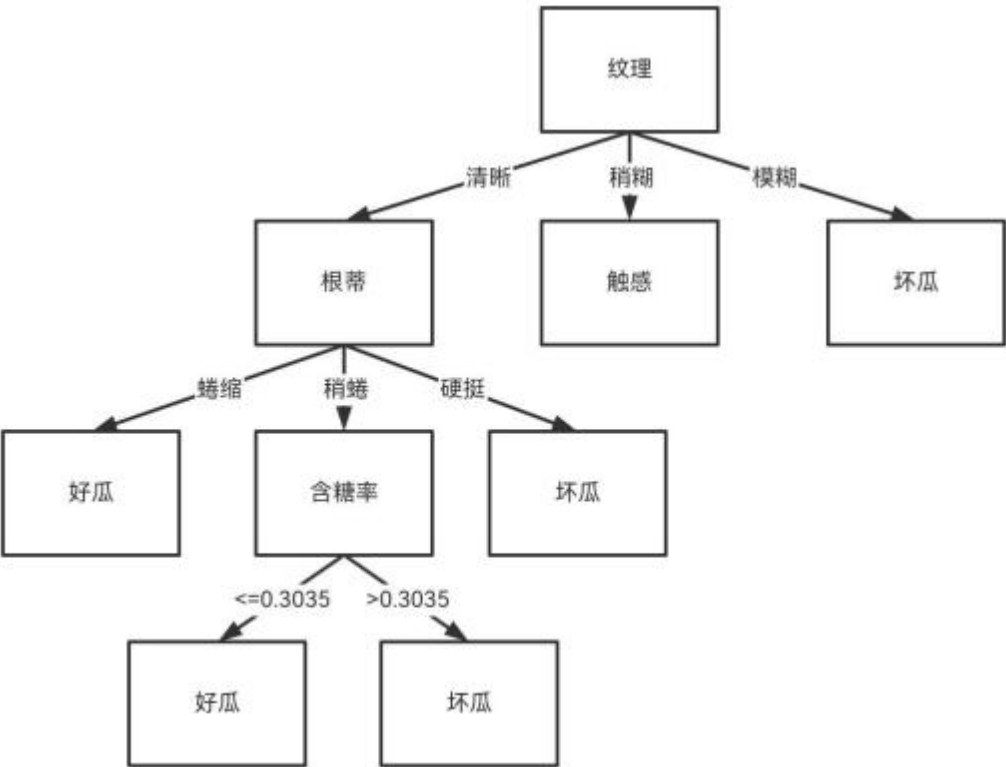 纹理
清晰
稍糊
模糊
根蒂
触感
坏瓜
蜷缩
稍蜷
硬挺
好瓜
含糖率
坏瓜
<=0.3035
>0.3035
好瓜
坏瓜